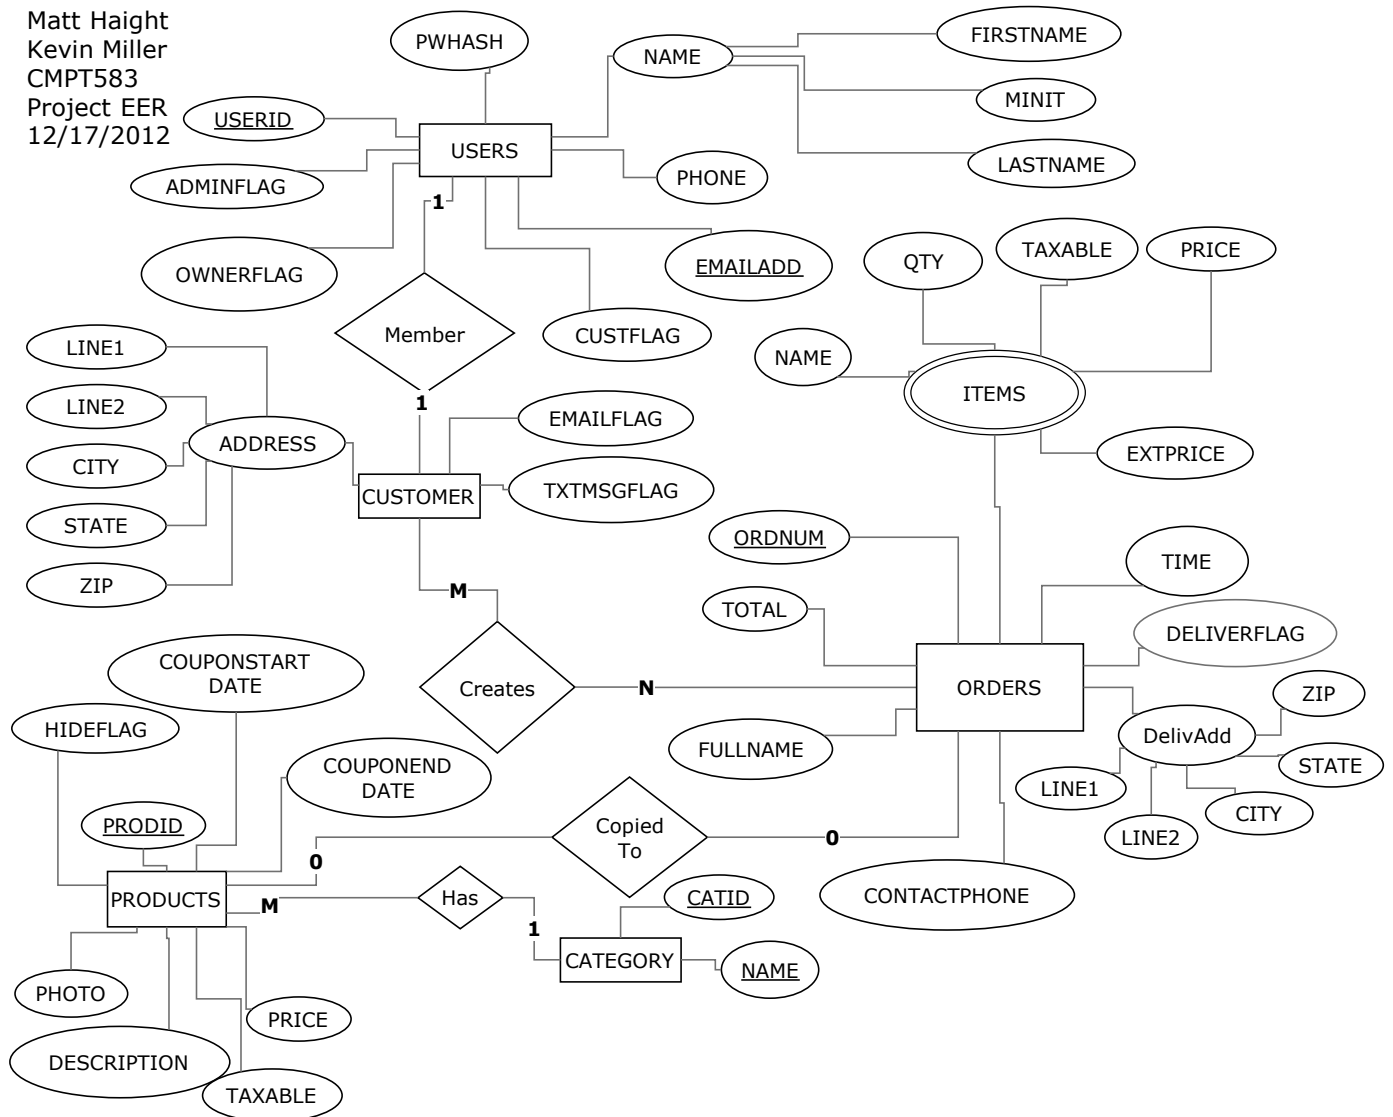 Matt Haight
Kevin Miller
CMPT583
Project EER
12/17/2012
PWHASH
NAME
FIRSTNAME
MINIT
LASTNAME
USERID
USERS
ADMINFLAG
PHONE
OWNERFLAG
EMAILADD
CUSTFLAG
1
Member
1
QTY
TAXABLE
PRICE
NAME
ITEMS
EXTPRICE
LINE1
LINE2
CITY
STATE
ZIP
ADDRESS
EMAILFLAG
CUSTOMER
TXTMSGFLAG
M
Creates
N
ORDNUM
TOTAL
TIME
DELIVERFLAG
ORDERS
FULLNAME
DelivAdd
ZIP
STATE
CITY
LINE1
LINE2
CONTACTPHONE
COUPONSTART
DATE
HIDEFLAG
COUPONEND
DATE
PRODID
Copied
To
0
0
PRODUCTS
M
Has
1
CATID
CATEGORY
NAME
PHOTO
PRICE
DESCRIPTION
TAXABLE